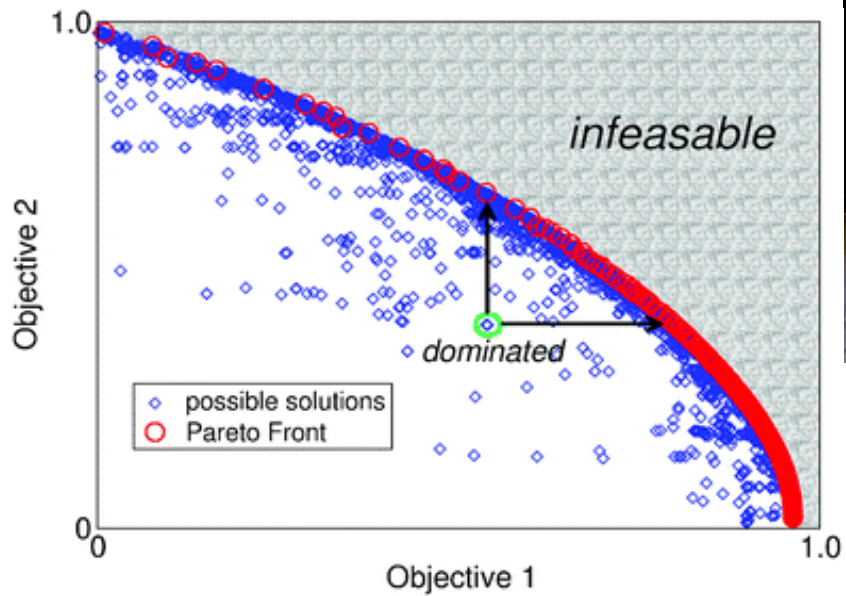 1.0
infeasable
Objective 2
dominated
possible solutions
Pareto Front
0
0
1.0
Objective 1